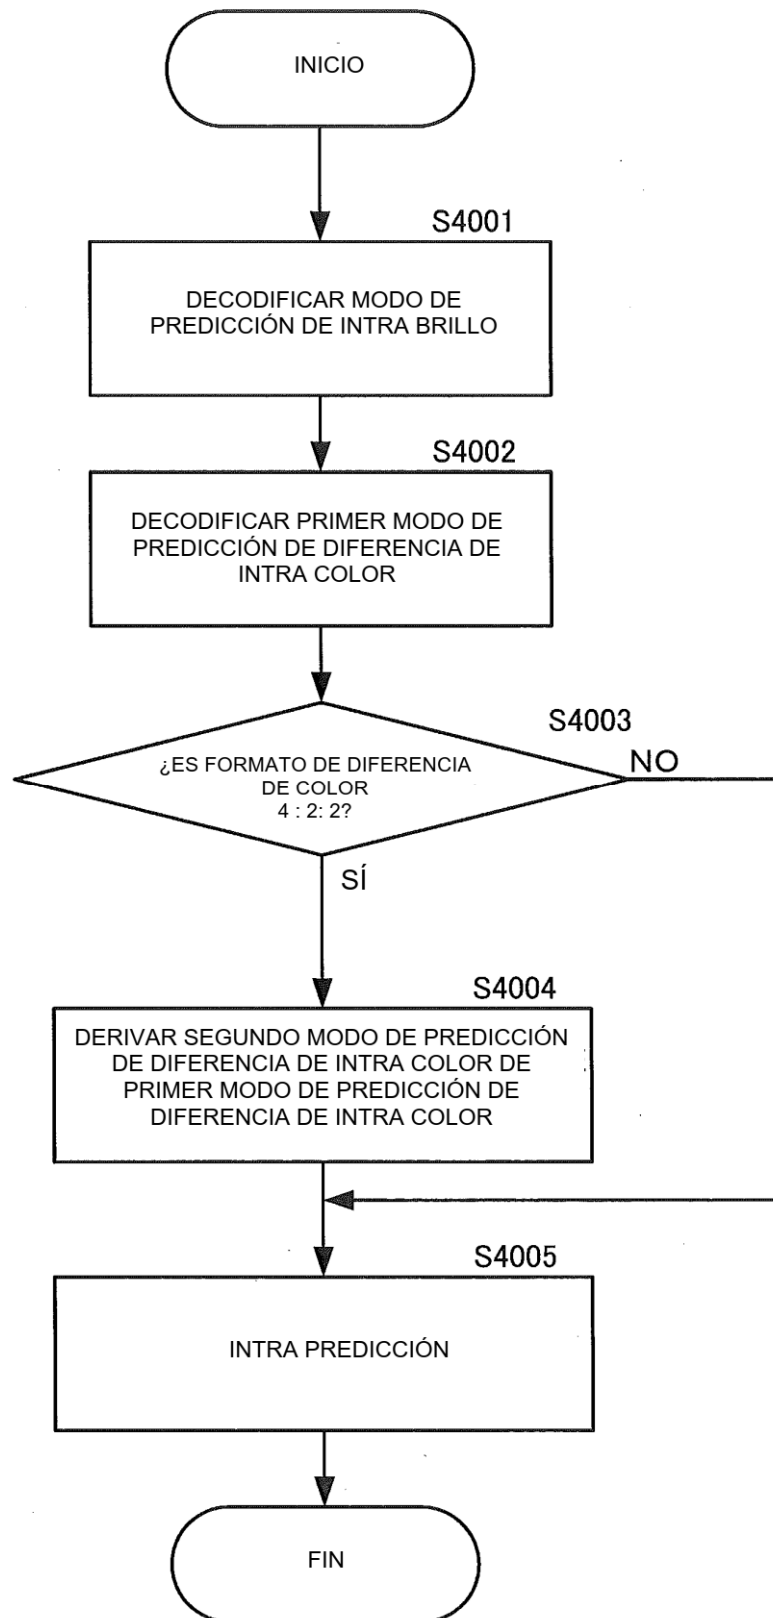 INICIO
S4001
DECODIFICAR MODO DE
PREDICCIÓN DE INTRA BRILLO
S4002
DECODIFICAR PRIMER MODO DE
PREDICCIÓN DE DIFERENCIA DE
INTRA COLOR
S4003
¿ES FORMATO DE DIFERENCIA
DE COLOR
4 : 2: 2?
NO
SÍ
S4004
DERIVAR SEGUNDO MODO DE PREDICCIÓN
DE DIFERENCIA DE INTRA COLOR DE
PRIMER MODO DE PREDICCIÓN DE
DIFERENCIA DE INTRA COLOR
S4005
INTRA PREDICCIÓN
FIN